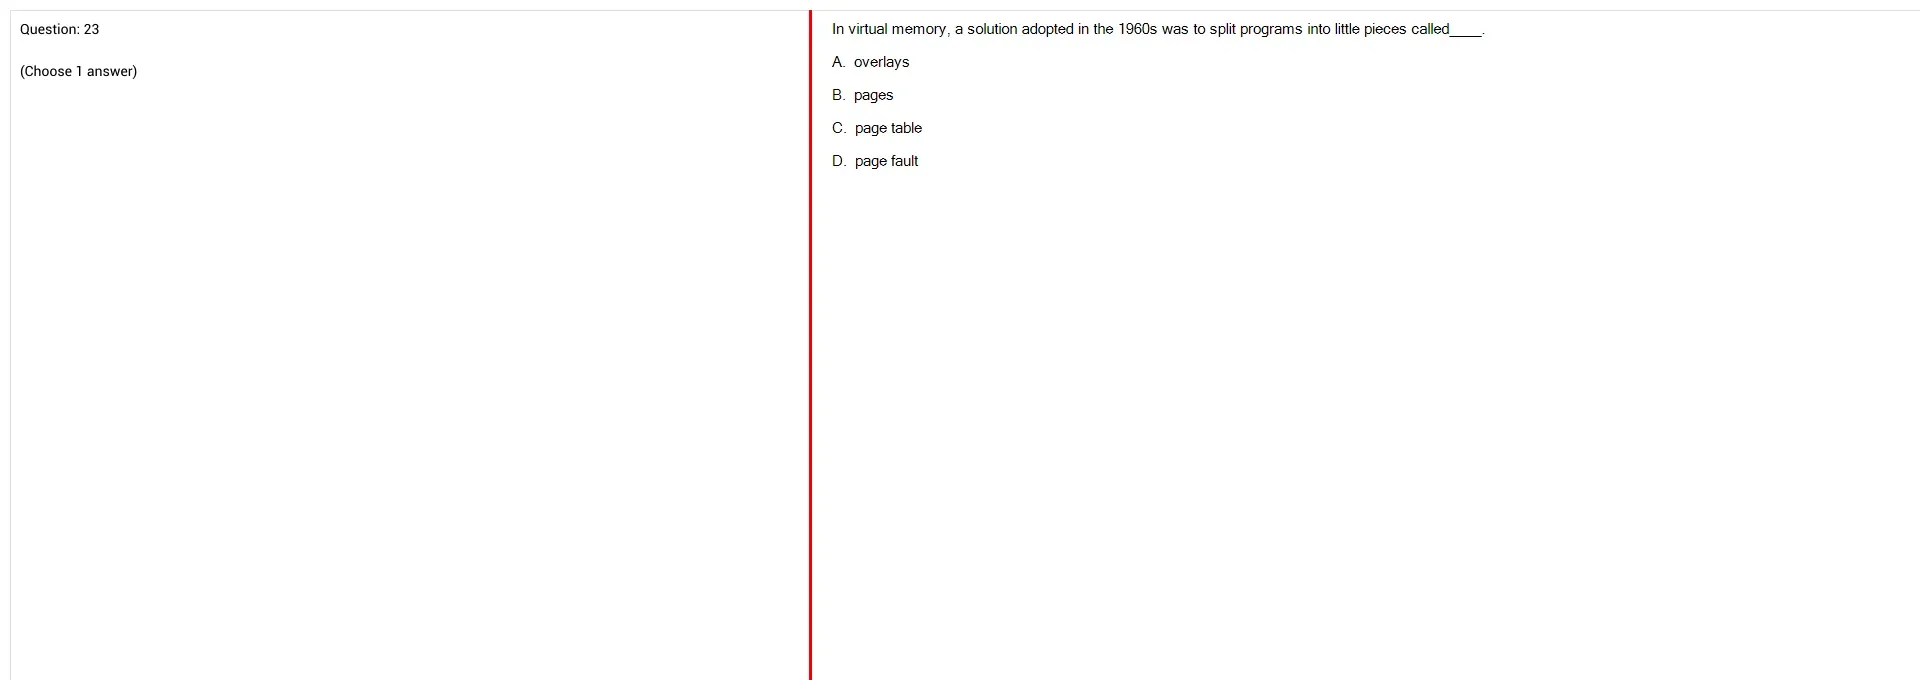 Question: 23
(Choose 1 answer)
In virtual memory, a solution adopted in the 1960s was to split programs into little pieces called____.
A. overlays
B. pages
C. page table
D. page fault